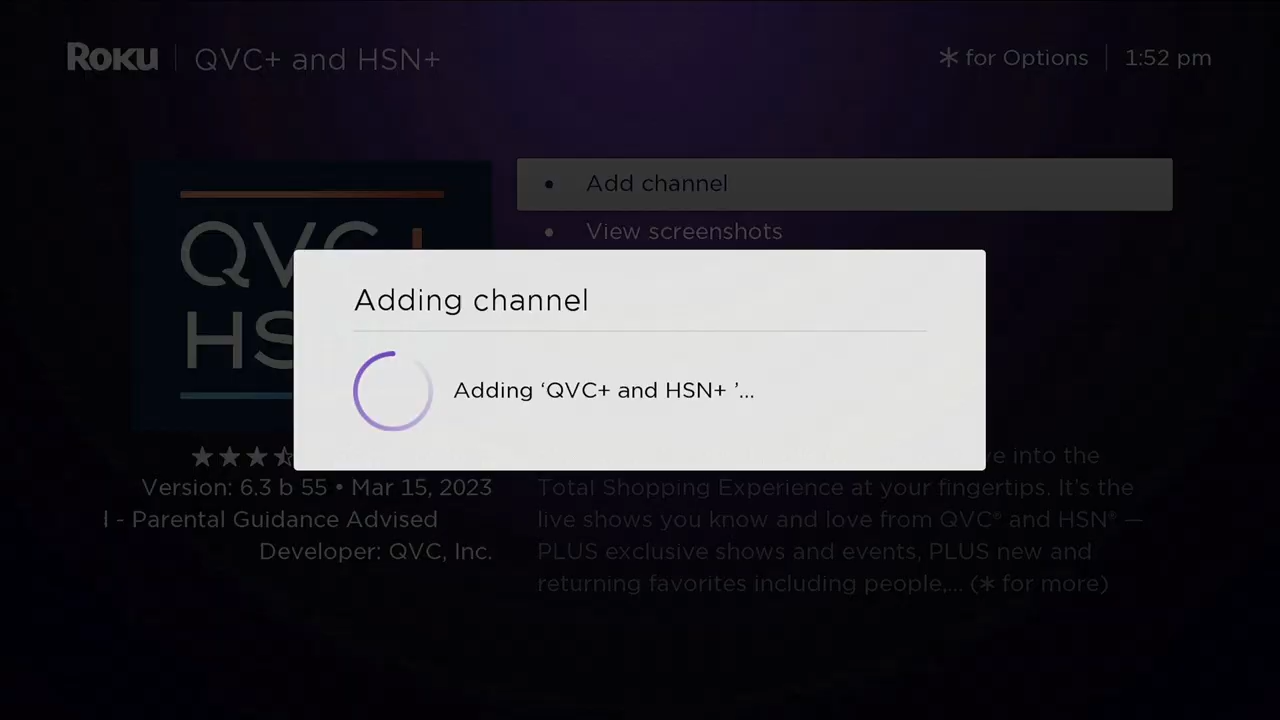 Roku | QVC+ and HSN+
* for Options | 1:52 pm
QVC+
HS
• Add channel
• View screenshots
Adding channel
Adding ‘QVC+ and HSN+ ’...
Version: 6.3 b 55 • Mar 15, 2023
l - Parental Guidance Advised
Developer: QVC, Inc.
ve into the
Total Shopping Experience at your fingertips. It’s the
live shows you know and love from QVC® and HSN® —
PLUS exclusive shows and events, PLUS new and
returning favorites including people,... (* for more)